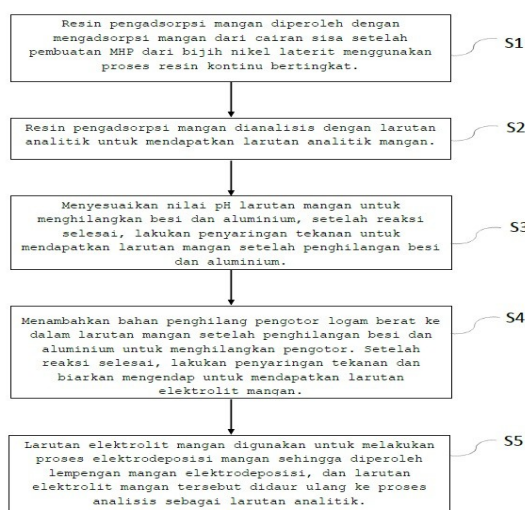 Resin pengadsorpsi mangan diperoleh dengan
mengadsorpsi mangan dari cairan sisa setelah
pembuatan MHP dari bijih nikel laterit menggunakan
proses resin kontinu bertingkat.
S1
Resin pengadsorpsi mangan dianalisis dengan larutan
analitik untuk mendapatkan larutan analitik mangan.
S2
Menyesuaikan nilai pH larutan mangan untuk
menghilangkan besi dan aluminium, setelah reaksi
selesai, lakukan penyaringan tekanan untuk
mendapatkan larutan mangan setelah penghilangan besi
dan aluminium.
S3
Menambahkan bahan penghilang pengotor logam berat ke
dalam larutan mangan setelah penghilangan besi dan
aluminium untuk menghilangkan pengotor. Setelah
reaksi selesai, lakukan penyaringan tekanan dan
biarkan mengendap untuk mendapatkan larutan
elektrolit mangan.
S4
Larutan elektrolit mangan digunakan untuk melakukan
proses elektrodeposisi mangan sehingga diperoleh
lempengan mangan elektrodeposisi, dan larutan
elektrolit mangan tersebut didaur ulang ke proses
analisis sebagai larutan analitik.
S5